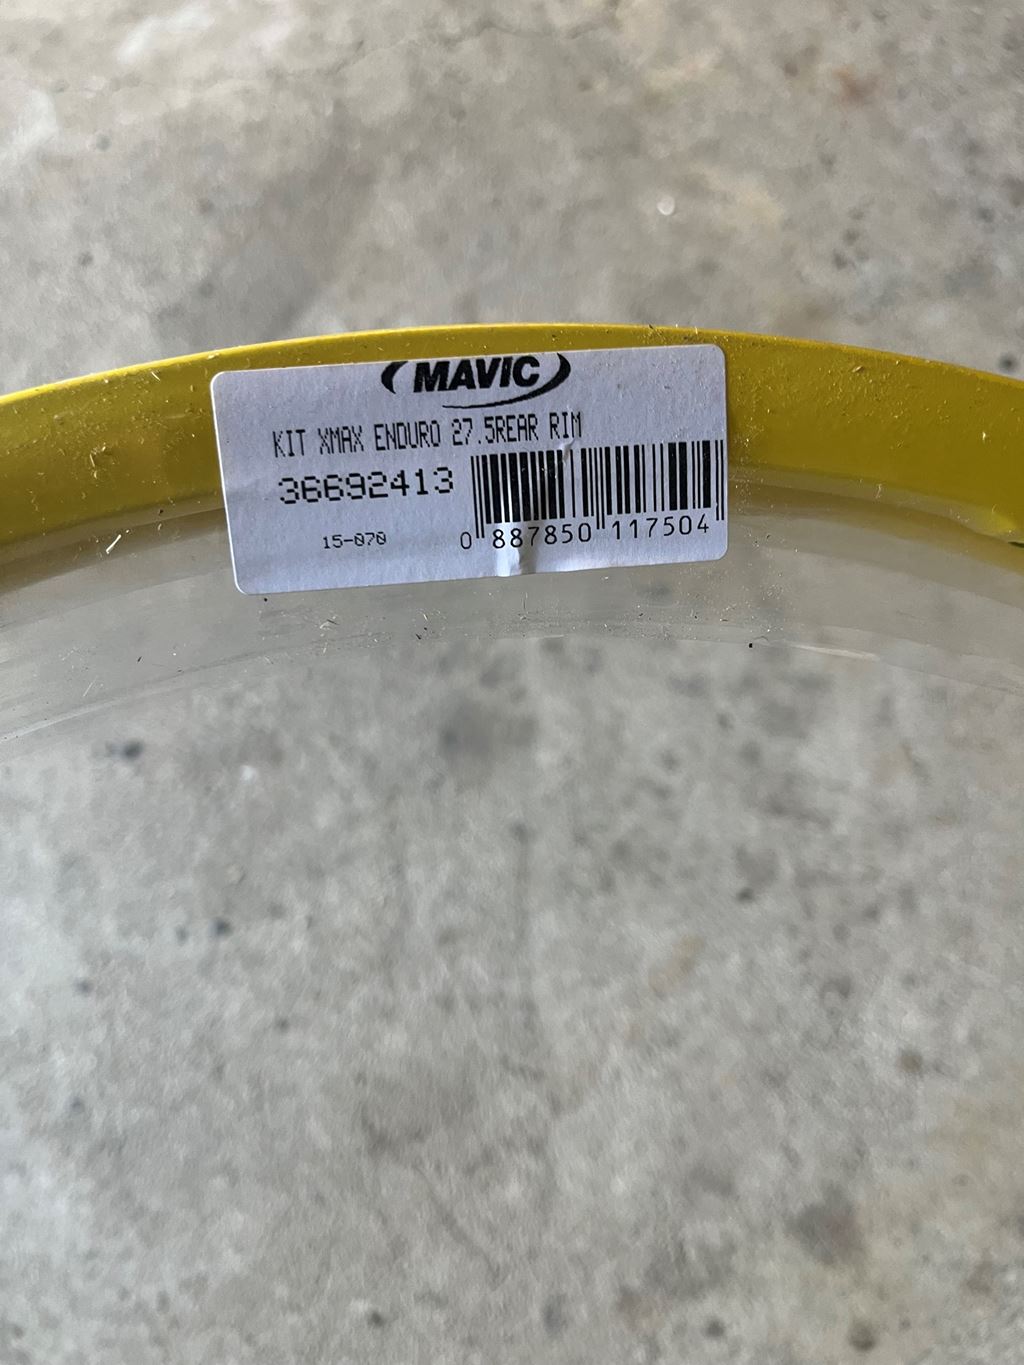 MAVIC
KIT XMAX ENDURO 27.5REAR RIM
36692413
15-070
0 887850 117504